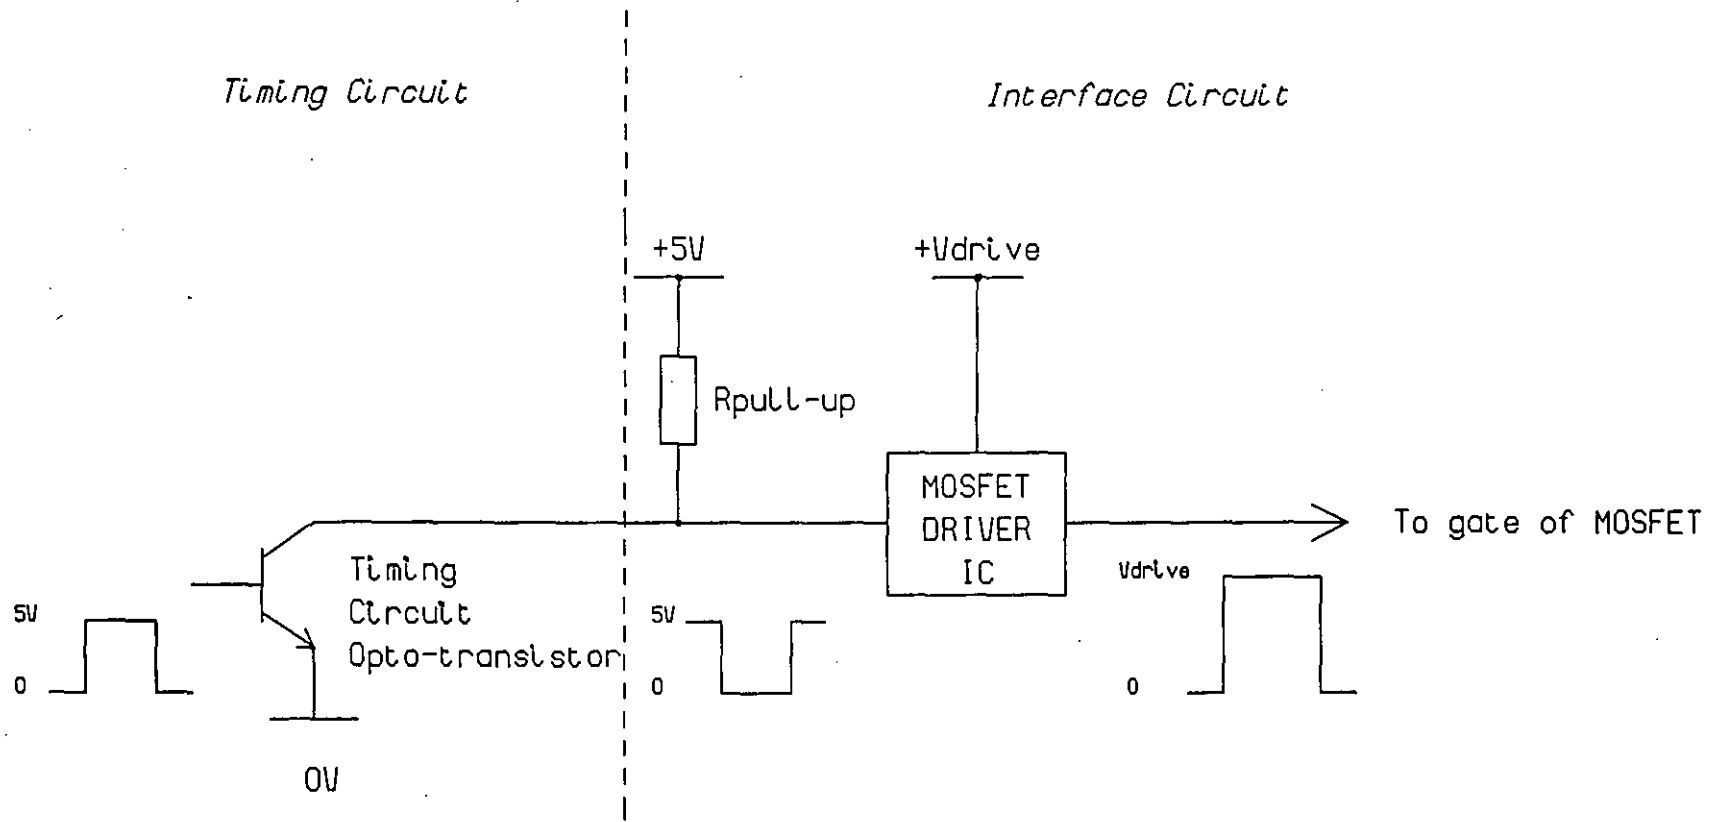 Timing Circuit
Interface Circuit
+5V
+Vdrive
Rpull-up
MOSFET
DRIVER
IC
To gate of MOSFET
Timing
Circuit
Opto-transistor
5V
0
5V
0
Vdrive
0
0V